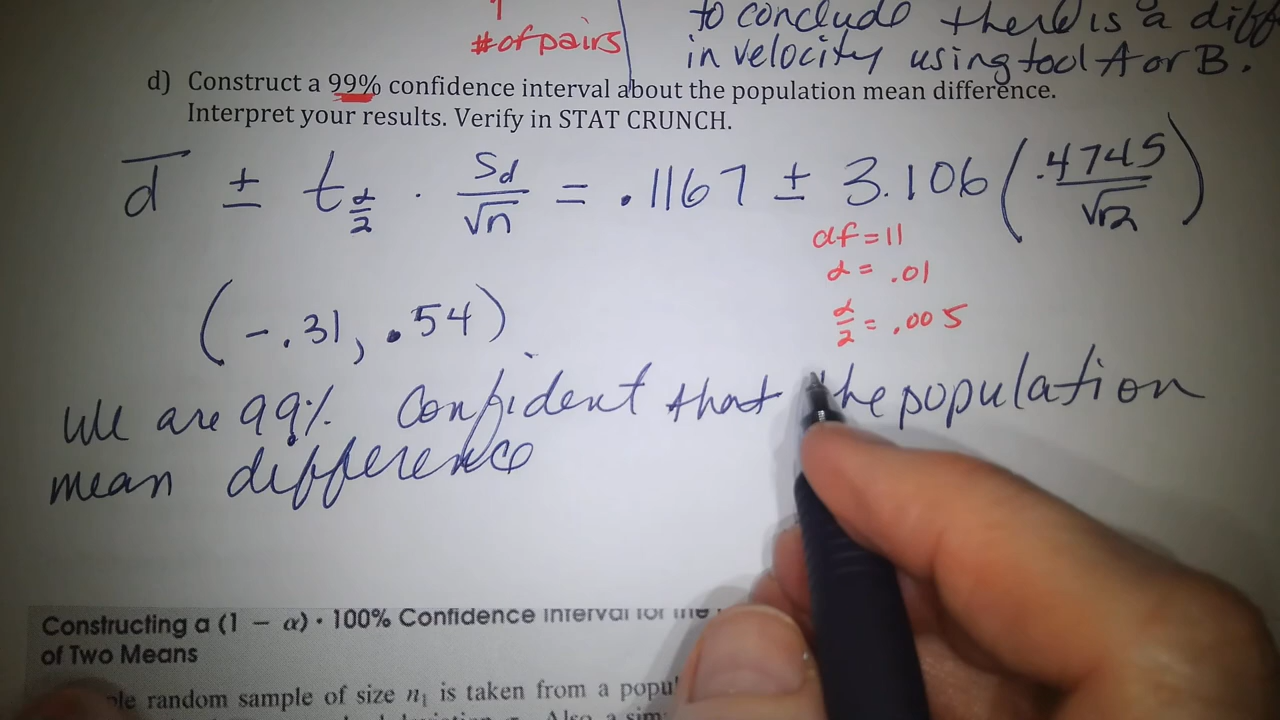 to conclude there is a diff
# of pairs
in velocity using tool A or B.
d) Construct a 99% confidence interval about the population mean difference.
Interpret your results. Verify in STAT CRUNCH.
d̅ ± t α/2 · Sd/√n = .1167 ± 3.106 (.4745/√12)
df = 11
α = .01
α/2 = .005
(-.31, .54)
We are 99% Confident that the population
mean difference
Constructing a (1 − α) · 100% Confidence Interval for the
of Two Means
random sample of size n₁ is taken from a popu